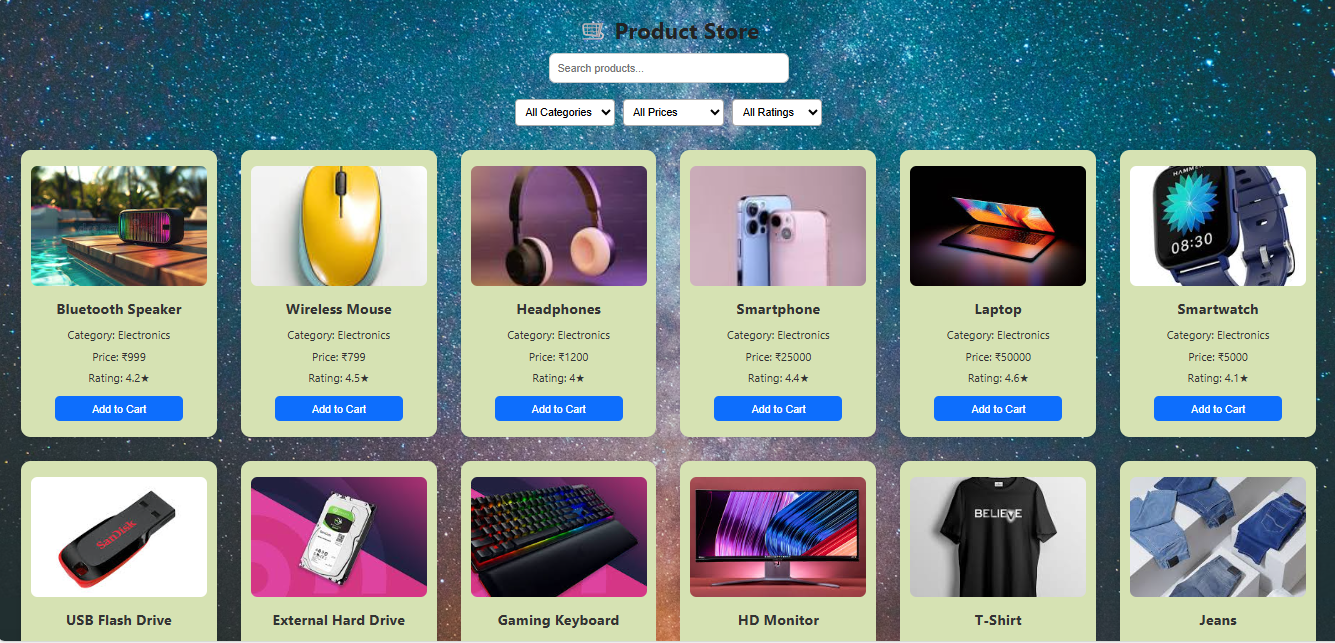 Product Store
Search products...
All Categories All Prices All Ratings
HAMMER
08:30
Bluetooth Speaker
Category: Electronics
Price: ₹999
Rating: 4.2★
Add to Cart
Wireless Mouse
Category: Electronics
Price: ₹799
Rating: 4.5★
Add to Cart
Headphones
Category: Electronics
Price: ₹1200
Rating: 4★
Add to Cart
Smartphone
Category: Electronics
Price: ₹25000
Rating: 4.4★
Add to Cart
Laptop
Category: Electronics
Price: ₹50000
Rating: 4.6★
Add to Cart
Smartwatch
Category: Electronics
Price: ₹5000
Rating: 4.1★
Add to Cart
SanDisk
USB Flash Drive
External Hard Drive
Gaming Keyboard
HD Monitor
BELIEVE
T-Shirt
Jeans